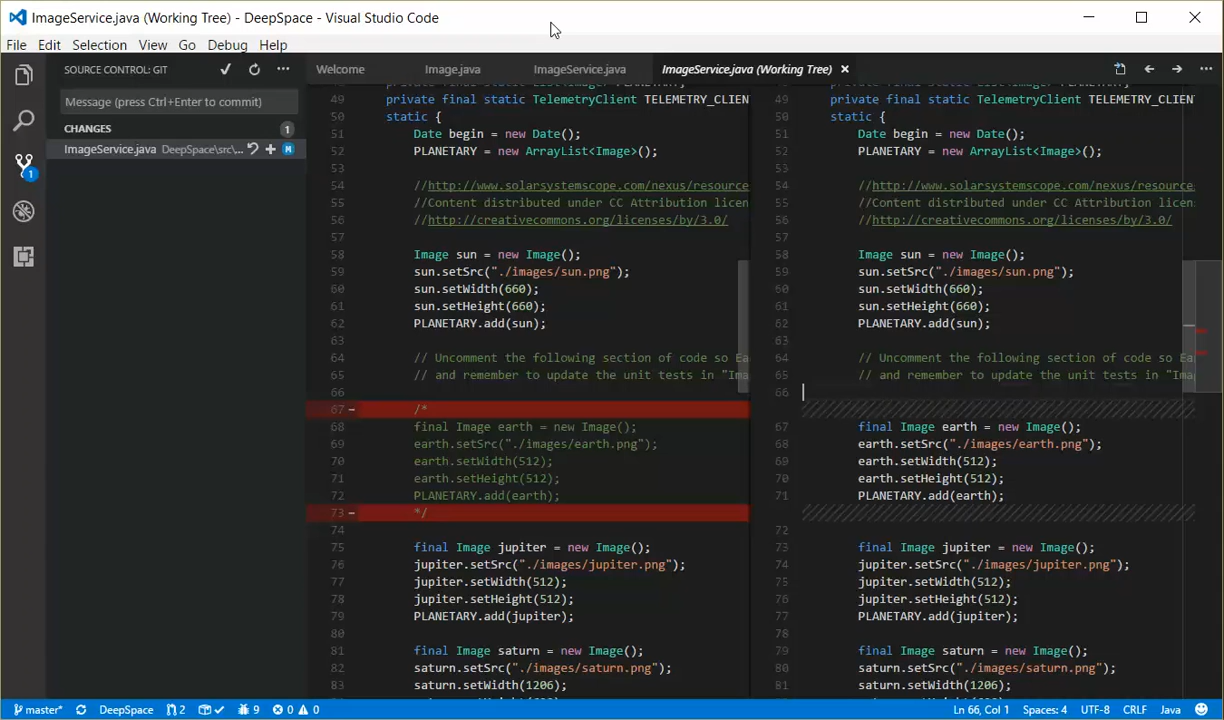 ImageService.java (Working Tree) - DeepSpace - Visual Studio Code
File Edit Selection View Go Debug Help
SOURCE CONTROL: GIT
Welcome Image.java ImageService.java ImageService.java (Working Tree)
Message (press Ctrl+Enter to commit)
CHANGES 1
ImageService.java DeepSpace\src\... M
1
49 private final static TelemetryClient TELEMETRY_CLIEN
50 static {
51 Date begin = new Date();
52 PLANETARY = new ArrayList<Image>();
53
54 //http://www.solarsystemscope.com/nexus/resource
55 //Content distributed under CC Attribution licen
56 //http://creativecommons.org/licenses/by/3.0/
57
58 Image sun = new Image();
59 sun.setSrc("./images/sun.png");
60 sun.setWidth(660);
61 sun.setHeight(660);
62 PLANETARY.add(sun);
63
64 // Uncomment the following section of code so Ea
65 // and remember to update the unit tests in "Ima
66
67 - /*
68 final Image earth = new Image();
69 earth.setSrc("./images/earth.png");
70 earth.setWidth(512);
71 earth.setHeight(512);
72 PLANETARY.add(earth);
73 - */
74
75 final Image jupiter = new Image();
76 jupiter.setSrc("./images/jupiter.png");
77 jupiter.setWidth(512);
78 jupiter.setHeight(512);
79 PLANETARY.add(jupiter);
80
81 final Image saturn = new Image();
82 saturn.setSrc("./images/saturn.png");
83 saturn.setWidth(1206);
49 private final static TelemetryClient TELEMETRY_CLIEN
50 static {
51 Date begin = new Date();
52 PLANETARY = new ArrayList<Image>();
53
54 //http://www.solarsystemscope.com/nexus/resource
55 //Content distributed under CC Attribution licen
56 //http://creativecommons.org/licenses/by/3.0/
57
58 Image sun = new Image();
59 sun.setSrc("./images/sun.png");
60 sun.setWidth(660);
61 sun.setHeight(660);
62 PLANETARY.add(sun);
63
64 // Uncomment the following section of code so Ea
65 // and remember to update the unit tests in "Ima
66
67 final Image earth = new Image();
68 earth.setSrc("./images/earth.png");
69 earth.setWidth(512);
70 earth.setHeight(512);
71 PLANETARY.add(earth);
72
73 final Image jupiter = new Image();
74 jupiter.setSrc("./images/jupiter.png");
75 jupiter.setWidth(512);
76 jupiter.setHeight(512);
77 PLANETARY.add(jupiter);
78
79 final Image saturn = new Image();
80 saturn.setSrc("./images/saturn.png");
81 saturn.setWidth(1206);
master* DeepSpace 2 9 0 0 Ln 66, Col 1 Spaces: 4 UTF-8 CRLF Java